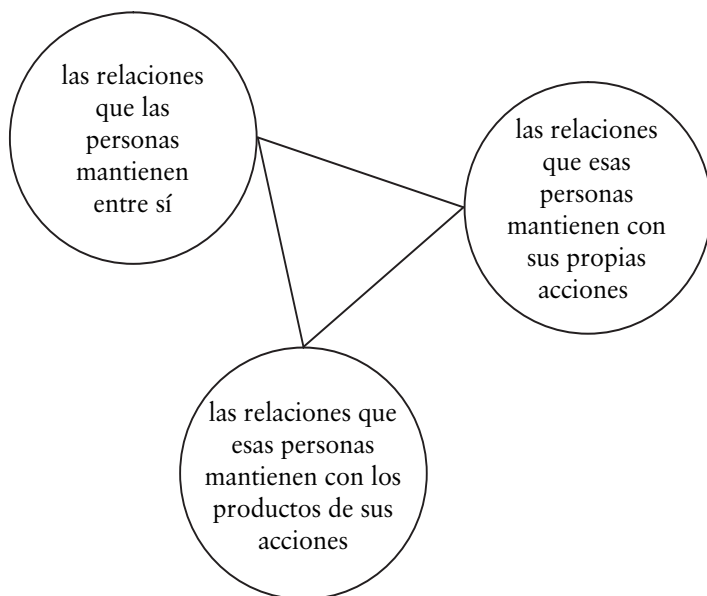 las relaciones
que las
personas
mantienen
entre sí
las relaciones
que esas
personas
mantienen con
sus propias
acciones
las relaciones que
esas personas
mantienen con los
productos de sus
acciones